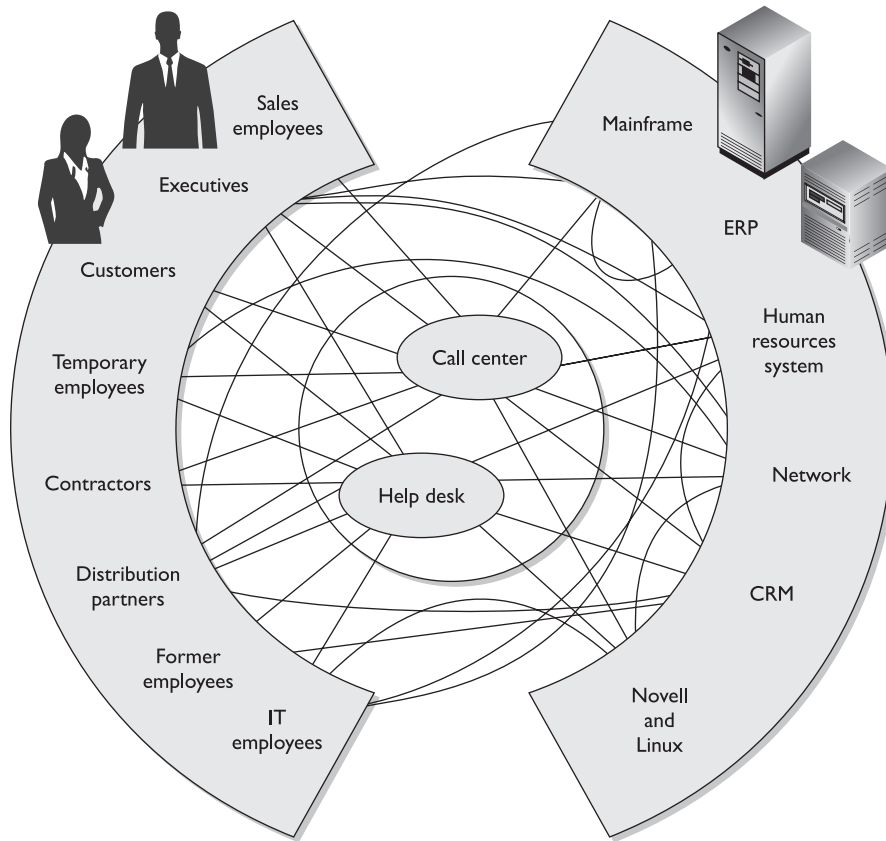 Sales
employees
Executives
Customers
Temporary
employees
Contractors
Distribution
partners
Former
employees
IT
employees
Call center
Help desk
Mainframe
ERP
Human
resources
system
Network
CRM
Novell
and
Linux